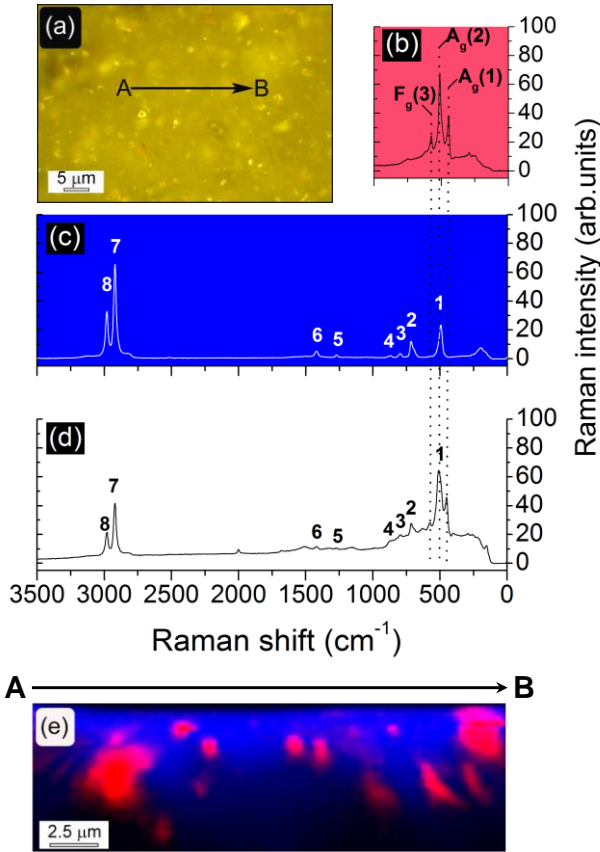 (a)
A B
5 μm
(b)
A_g(2)
A_g(1)
F_g(3)
100
80
60
40
20
0
Raman intensity (arb.units)
(c)
7
8
6 5 4 3 2 1
100
80
60
40
20
0
(d)
7
8
6 5 4 3 2 1
100
80
60
40
20
0
3500 3000 2500 2000 1500 1000 500 0
Raman shift (cm⁻¹)
A B
(e)
2.5 μm